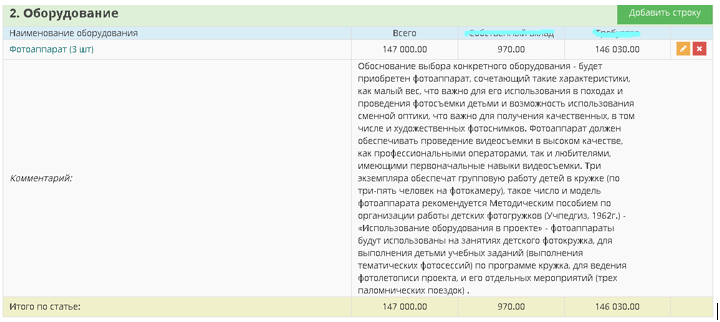 2. Оборудование
Добавить строку
Наименование оборудования Всего Собственный вклад Требуется
Фотоаппарат (3 шт) 147 000.00 970.00 146 030.00
Обоснование выбора конкретного оборудования - будет
приобретен фотоаппарат, сочетающий такие характеристики,
как малый вес, что важно для его использования в походах и
проведения фотосъемки детьми и возможность использования
сменной оптики, что важно для получения качественных, в том
числе и художественных фотоснимков. Фотоаппарат должен
обеспечивать проведение видеосъемки в высоком качестве,
как профессиональными операторами, так и любителями,
имеющими первоначальные навыки видеосъемки. Три
Комментарий:
экземпляра обеспечат групповую работу детей в кружке (по
три-пять человек на фотокамеру), такое число и модель
фотоаппарата рекомендуется Методическим пособием по
организации работы детских фотогружков (Учпедгиз, 1962г.) -
«Использование оборудования в проекте» - фотоаппараты
будут использованы на занятиях детского фотокружка, для
выполнения детьми учебных заданий (выполнения
тематических фотосессий) по программе кружка, для ведения
фотолетописи проекта, и его отдельных мероприятий (трех
паломнических поездок) .
Итого по статье: 147 000.00 970.00 146 030.00